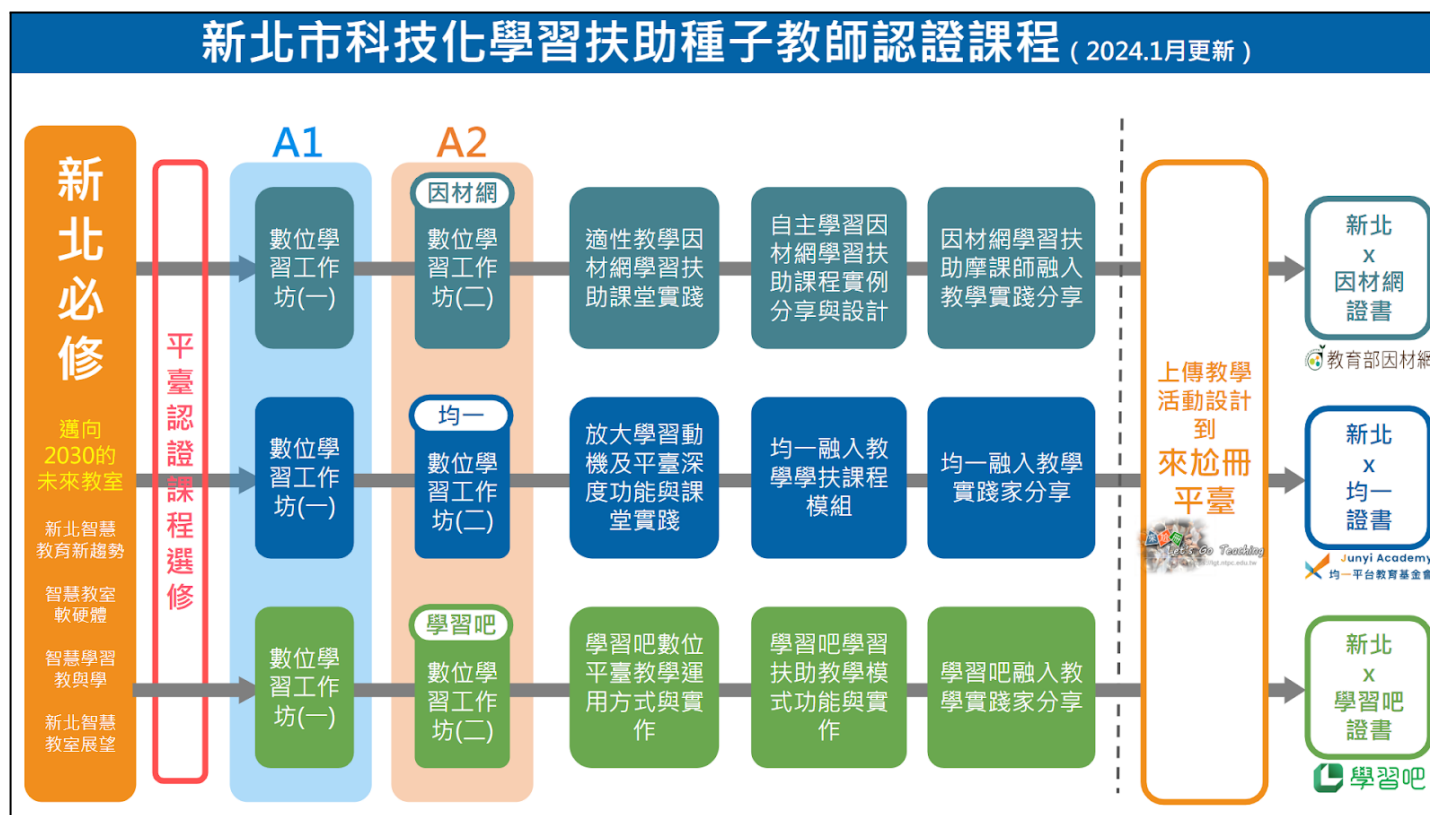 新北市科技化學習扶助種子教師認證課程(2024.1月更新)
新
北
必
修
邁向
2030的
未來教室
新北智慧
教育新趨勢
智慧教室
軟硬體
智慧學習
教與學
新北智慧
教室展望
平
臺
認
證
課
程
選
修
A1
A2
數位學
習工作
坊(一)
因材網
數位學
習工作
坊(二)
適性教學因
材網學習扶
助課堂實踐
自主學習因
材網學習扶
助課程實例
分享與設計
因材網學習扶
助摩課師融入
教學實踐分享
數位學
習工作
坊(一)
均一
數位學
習工作
坊(二)
放大學習動
機及平臺深
度功能與課
堂實踐
均一融入教
學學扶課程
模組
均一融入教學
實踐家分享
數位學
習工作
坊(一)
學習吧
數位學
習工作
坊(二)
學習吧數位
平臺教學運
用方式與實
作
學習吧學習
扶助教學模
式功能與實
作
學習吧融入教
學實踐家分享
上傳教學
活動設計
到
來尬冊
平臺
Let's Go Teaching
新北
x
因材網
證書
教育部因材網
新北
x
均一
證書
Junyi Academy
均一平台教育基金會
新北
x
學習吧
證書
學習吧